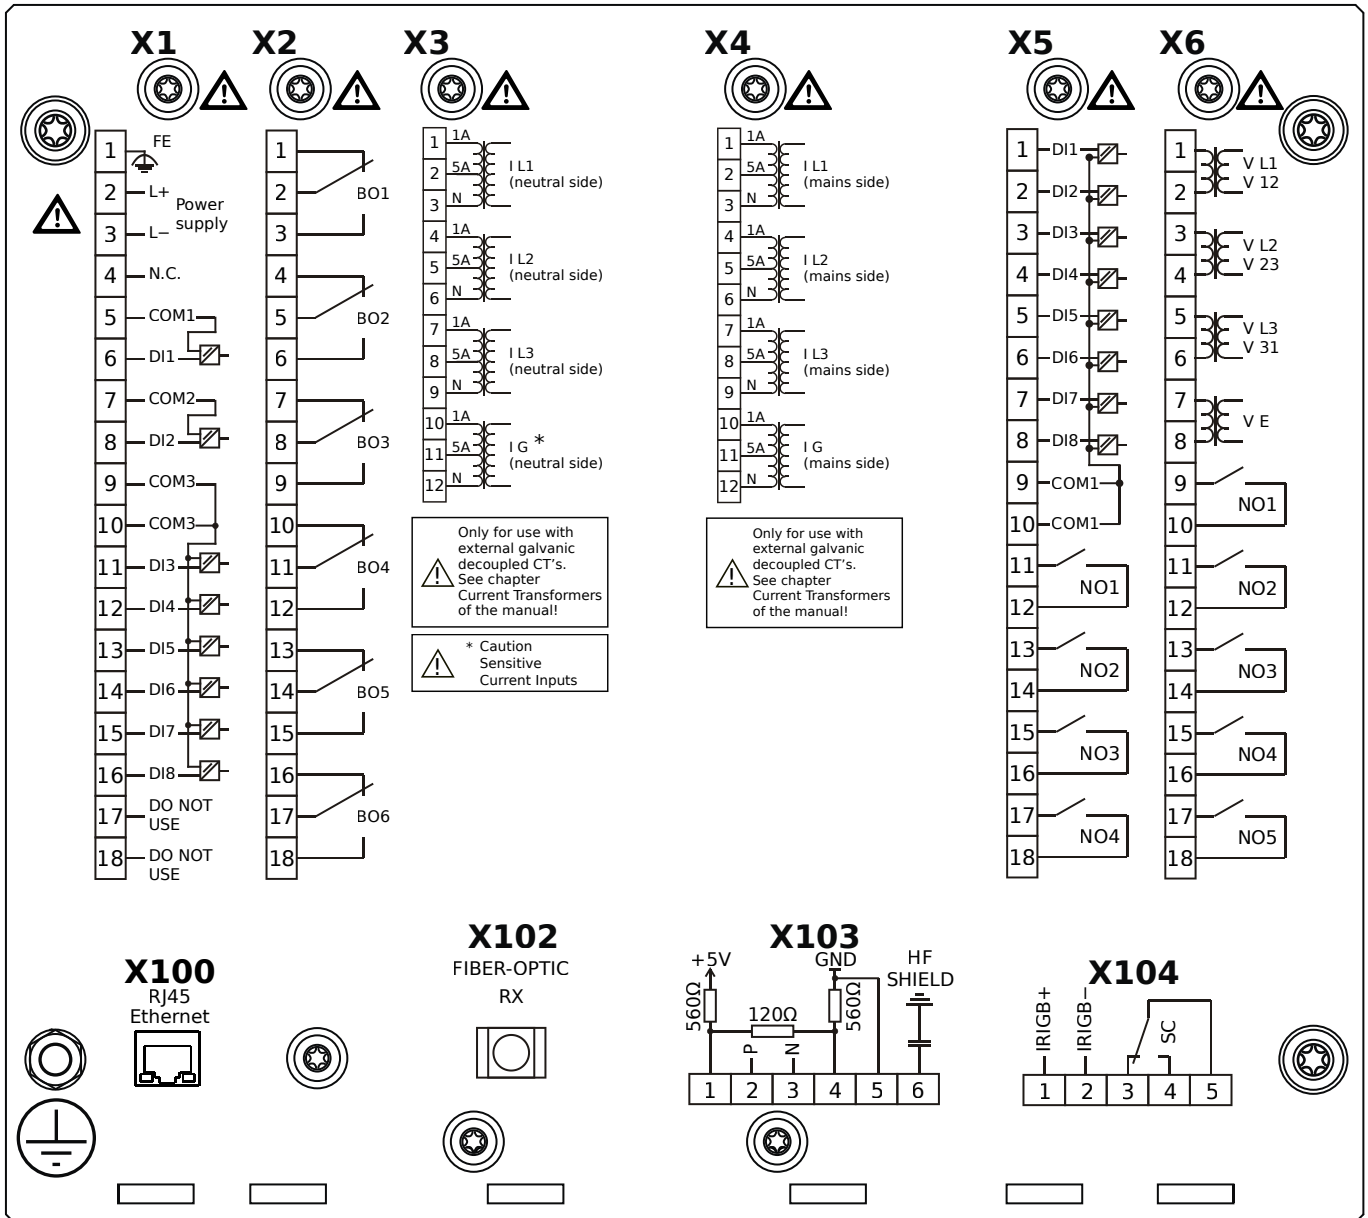 X1
X2
X3
X4
X5
X6
1
FE
2
L+
Power
supply
3
L−
4
N.C.
5
COM1
6
DI1
7
COM2
8
DI2
9
COM3
10
COM3
11
DI3
12
DI4
13
DI5
14
DI6
15
DI7
16
DI8
17
DO NOT
USE
18
DO NOT
USE
1
2
BO1
3
4
5
BO2
6
7
8
BO3
9
10
11
BO4
12
13
14
BO5
15
16
17
BO6
18
1
1A
2
5A
I L1
(neutral side)
3
N
4
1A
5
5A
I L2
(neutral side)
6
N
7
1A
8
5A
I L3
(neutral side)
9
N
10
1A
11
5A
I G *
(neutral side)
12
N
Only for use with
external galvanic
decoupled CT's.
See chapter
Current Transformers
of the manual!
* Caution
Sensitive
Current Inputs
1
1A
2
5A
I L1
(mains side)
3
N
4
1A
5
5A
I L2
(mains side)
6
N
7
1A
8
5A
I L3
(mains side)
9
N
10
1A
11
5A
I G
(mains side)
12
N
Only for use with
external galvanic
decoupled CT's.
See chapter
Current Transformers
of the manual!
1
DI1
2
DI2
3
DI3
4
DI4
5
DI5
6
DI6
7
DI7
8
DI8
9
COM1
10
COM1
11
NO1
12
13
NO2
14
15
NO3
16
17
NO4
18
1
V L1
V 12
2
3
V L2
V 23
4
5
V L3
V 31
6
7
V E
8
9
NO1
10
11
NO2
12
13
NO3
14
15
NO4
16
17
NO5
18
X100
RJ45
Ethernet
X102
FIBER-OPTIC
RX
X103
+5V
GND
HF
SHIELD
560Ω
120Ω
560Ω
P
N
1 2 3 4 5 6
X104
IRIGB+
IRIGB−
SC
1 2 3 4 5